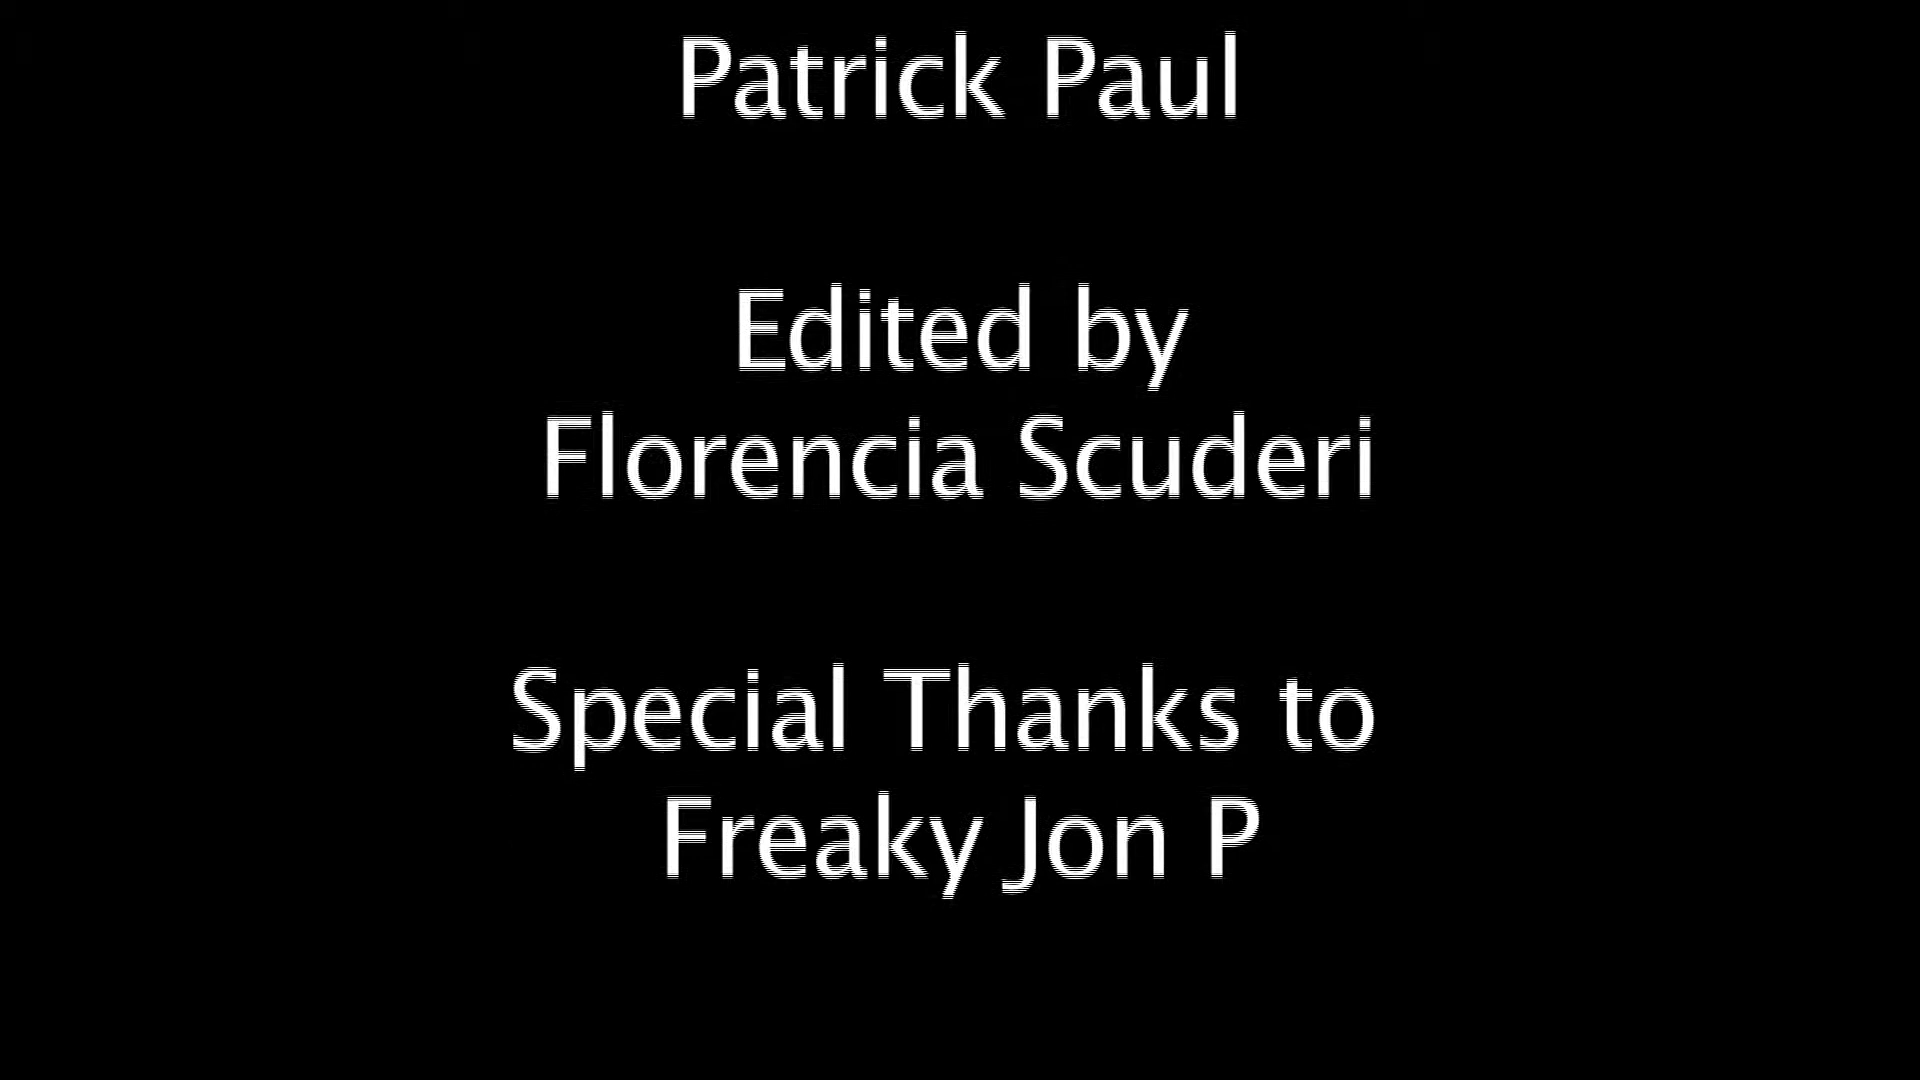 Patrick Paul
Edited by
Florencia Scuderi
Special Thanks to
Freaky Jon P